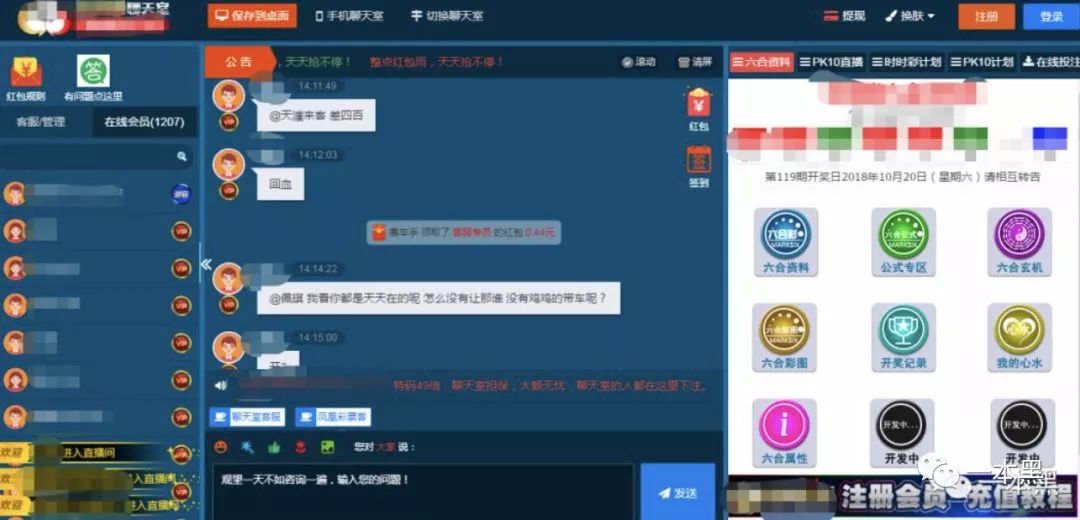 聊天室
保存到桌面
手机聊天室
切换聊天室
提现
换肤
注册
登录
红包规则
有问题点这里
客服/管理
在线会员(1207)
游客
VIP
VIP
VIP
VIP
VIP
VIP
欢迎 进入直播间
欢迎 进入直播间
欢迎 进入直播间
公告
,天天抢不停! 整点红包雨,天天抢不停!
滚动
清屏
14:11:49
@天疆来客 差四百
VIP
14:12:03
回血
VIP
红包
签到
赛车手 领取了 客服专员 的红包 0.44元
14:14:22
@佩琪 我看你都是天天在的呢 怎么没有让那谁 没有鸡鸡的带车呢?
VIP
14:15:00
特码49倍,聊天室担保,大额无忧,聊天室的人都在这里下注。
聊天室客服
凤凰彩票客
您对 大家 说:
观望一天不如咨询一遍,输入您的问题!
发送
六合资料
PK10直播
时时彩计划
PK10计划
在线投注
第119期开奖日2018年10月20日(星期六)请相互转告
六合彩
MARKSIX
六合资料
六合公式
MARKSIX
公式专区
六合玄机
六合彩图
MARKSIX
六合彩图
开奖记录
心水
我的心水
六合属性
开发中...
开发中
开发中...
开发中
一本黑
注册会员 充值教程